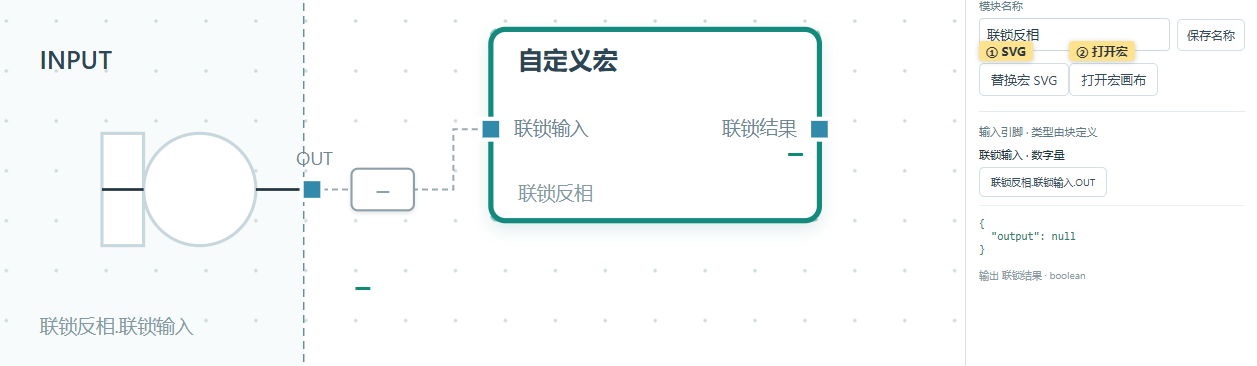 INPUT
OUT
联锁反相.联锁输入
自定义宏
联锁输入
联锁结果
联锁反相
模块名称
联锁反相
保存名称
① SVG
② 打开宏
替换宏 SVG
打开宏画布
输入引脚 · 类型由块定义
联锁输入 · 数字量
联锁反相.联锁输入.OUT
{
"output": null
}
输出 联锁结果 · boolean